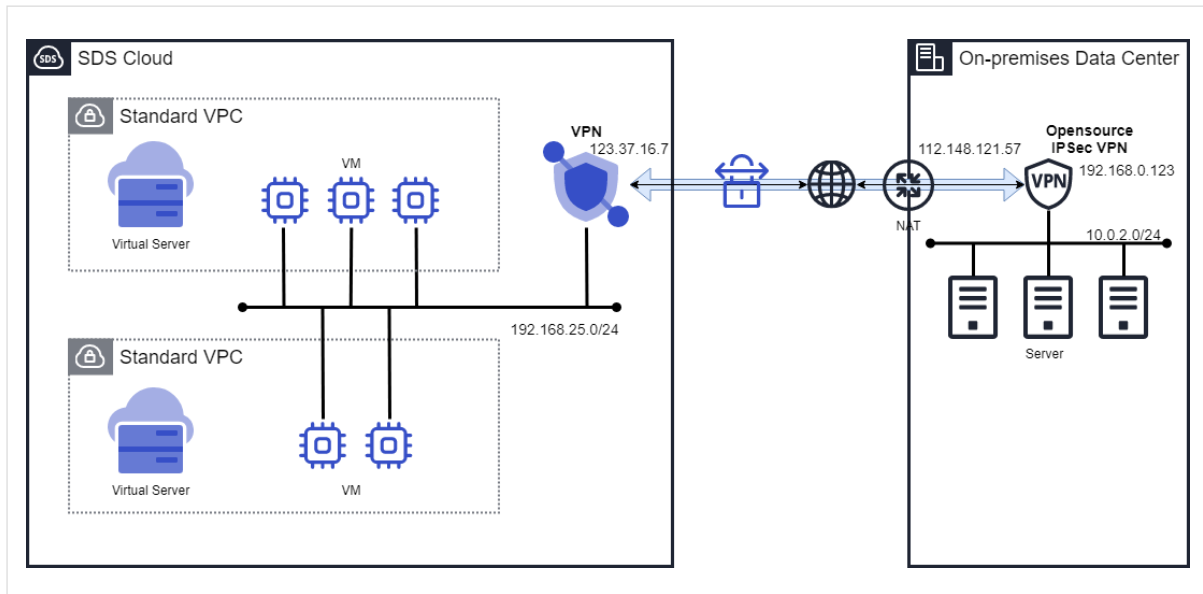 SDS
SDS Cloud
Standard VPC
Virtual Server
VM
VPN
123.37.16.7
192.168.25.0/24
Standard VPC
Virtual Server
VM
On-premises Data Center
112.148.121.57
NAT
Opensource
IPSec VPN
192.168.0.123
VPN
10.0.2.0/24
Server